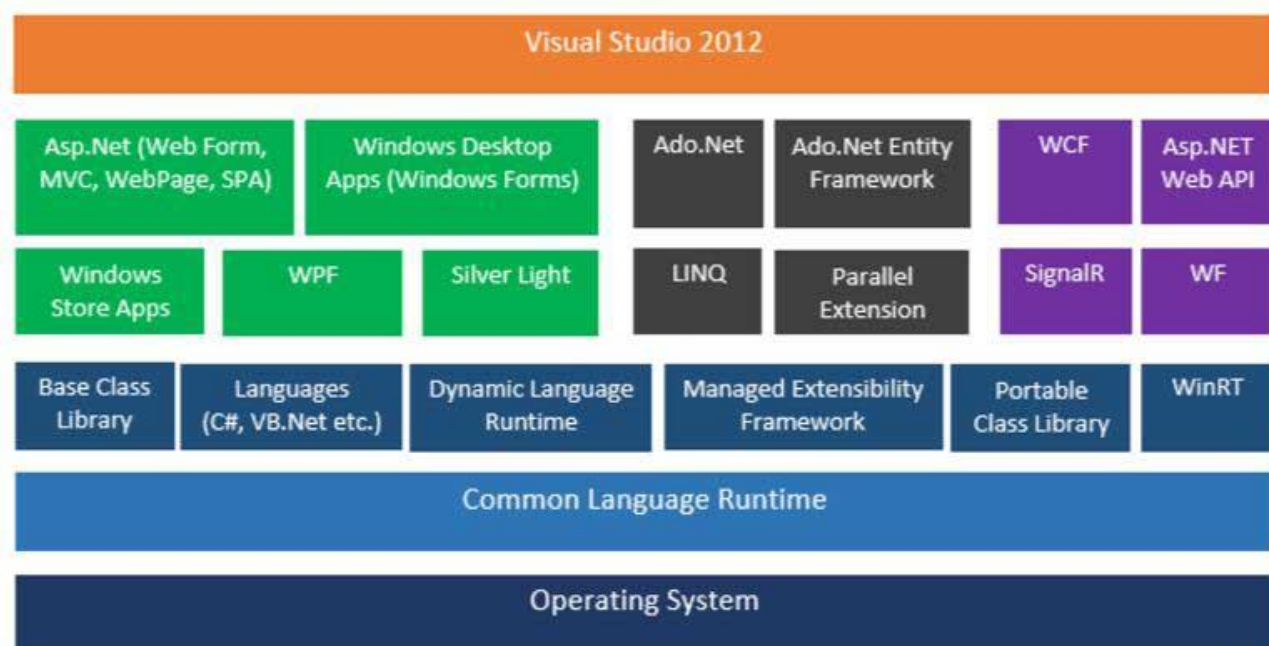 Visual Studio 2012
Asp.Net (Web Form,
MVC, WebPage, SPA)
Windows Desktop
Apps (Windows Forms)
Ado.Net
Ado.Net Entity
Framework
WCF
Asp.NET
Web API
Windows
Store Apps
WPF
Silver Light
LINQ
Parallel
Extension
SignalR
WF
Base Class
Library
Languages
(C#, VB.Net etc.)
Dynamic Language
Runtime
Managed Extensibility
Framework
Portable
Class Library
WinRT
Common Language Runtime
Operating System